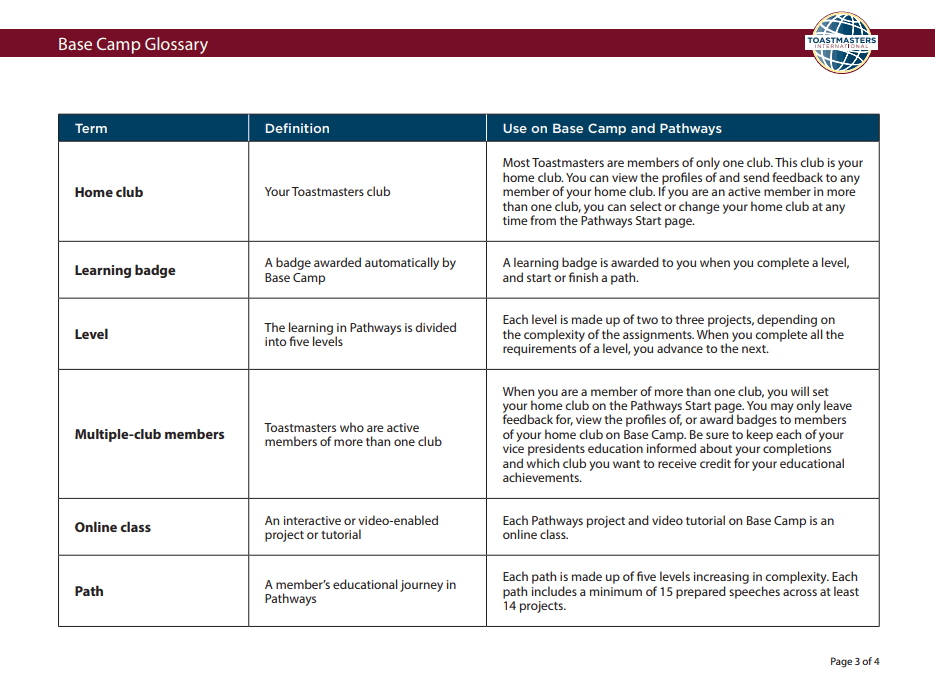 Base Camp Glossary
TOASTMASTERS
INTERNATIONAL
Term
Definition
Use on Base Camp and Pathways
Home club
Your Toastmasters club
Most Toastmasters are members of only one club. This club is your
home club. You can view the profiles of and send feedback to any
member of your home club. If you are an active member in more
than one club, you can select or change your home club at any
time from the Pathways Start page.
Learning badge
A badge awarded automatically by
Base Camp
A learning badge is awarded to you when you complete a level,
and start or finish a path.
Level
The learning in Pathways is divided
into five levels
Each level is made up of two to three projects, depending on
the complexity of the assignments. When you complete all the
requirements of a level, you advance to the next.
Multiple-club members
Toastmasters who are active
members of more than one club
When you are a member of more than one club, you will set
your home club on the Pathways Start page. You may only leave
feedback for, view the profiles of, or award badges to members
of your home club on Base Camp. Be sure to keep each of your
vice presidents education informed about your completions
and which club you want to receive credit for your educational
achievements.
Online class
An interactive or video-enabled
project or tutorial
Each Pathways project and video tutorial on Base Camp is an
online class.
Path
A member's educational journey in
Pathways
Each path is made up of five levels increasing in complexity. Each
path includes a minimum of 15 prepared speeches across at least
14 projects.
Page 3 of 4